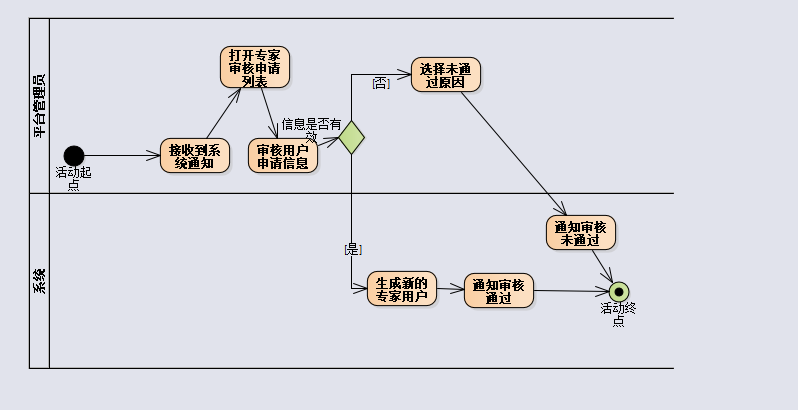 平台管理员
打开专家
审核申请
列表
选择未通
过原因
[否]
信息是否有
效
接收到系
统通知
审核用户
申请信息
活动起
点
系统
[是]
通知审核
未通过
生成新的
专家用户
通知审核
通过
活动终
点